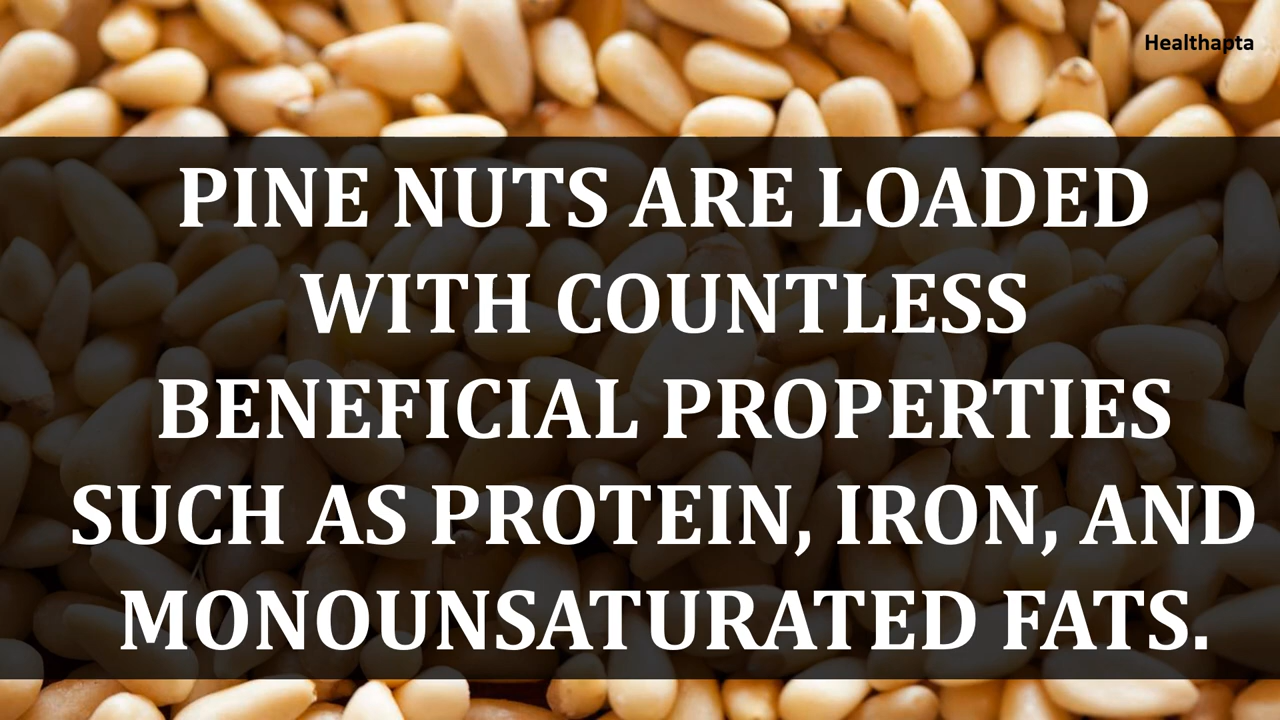 Healthapta
PINE NUTS ARE LOADED
WITH COUNTLESS
BENEFICIAL PROPERTIES
SUCH AS PROTEIN, IRON, AND
MONOUNSATURATED FATS.